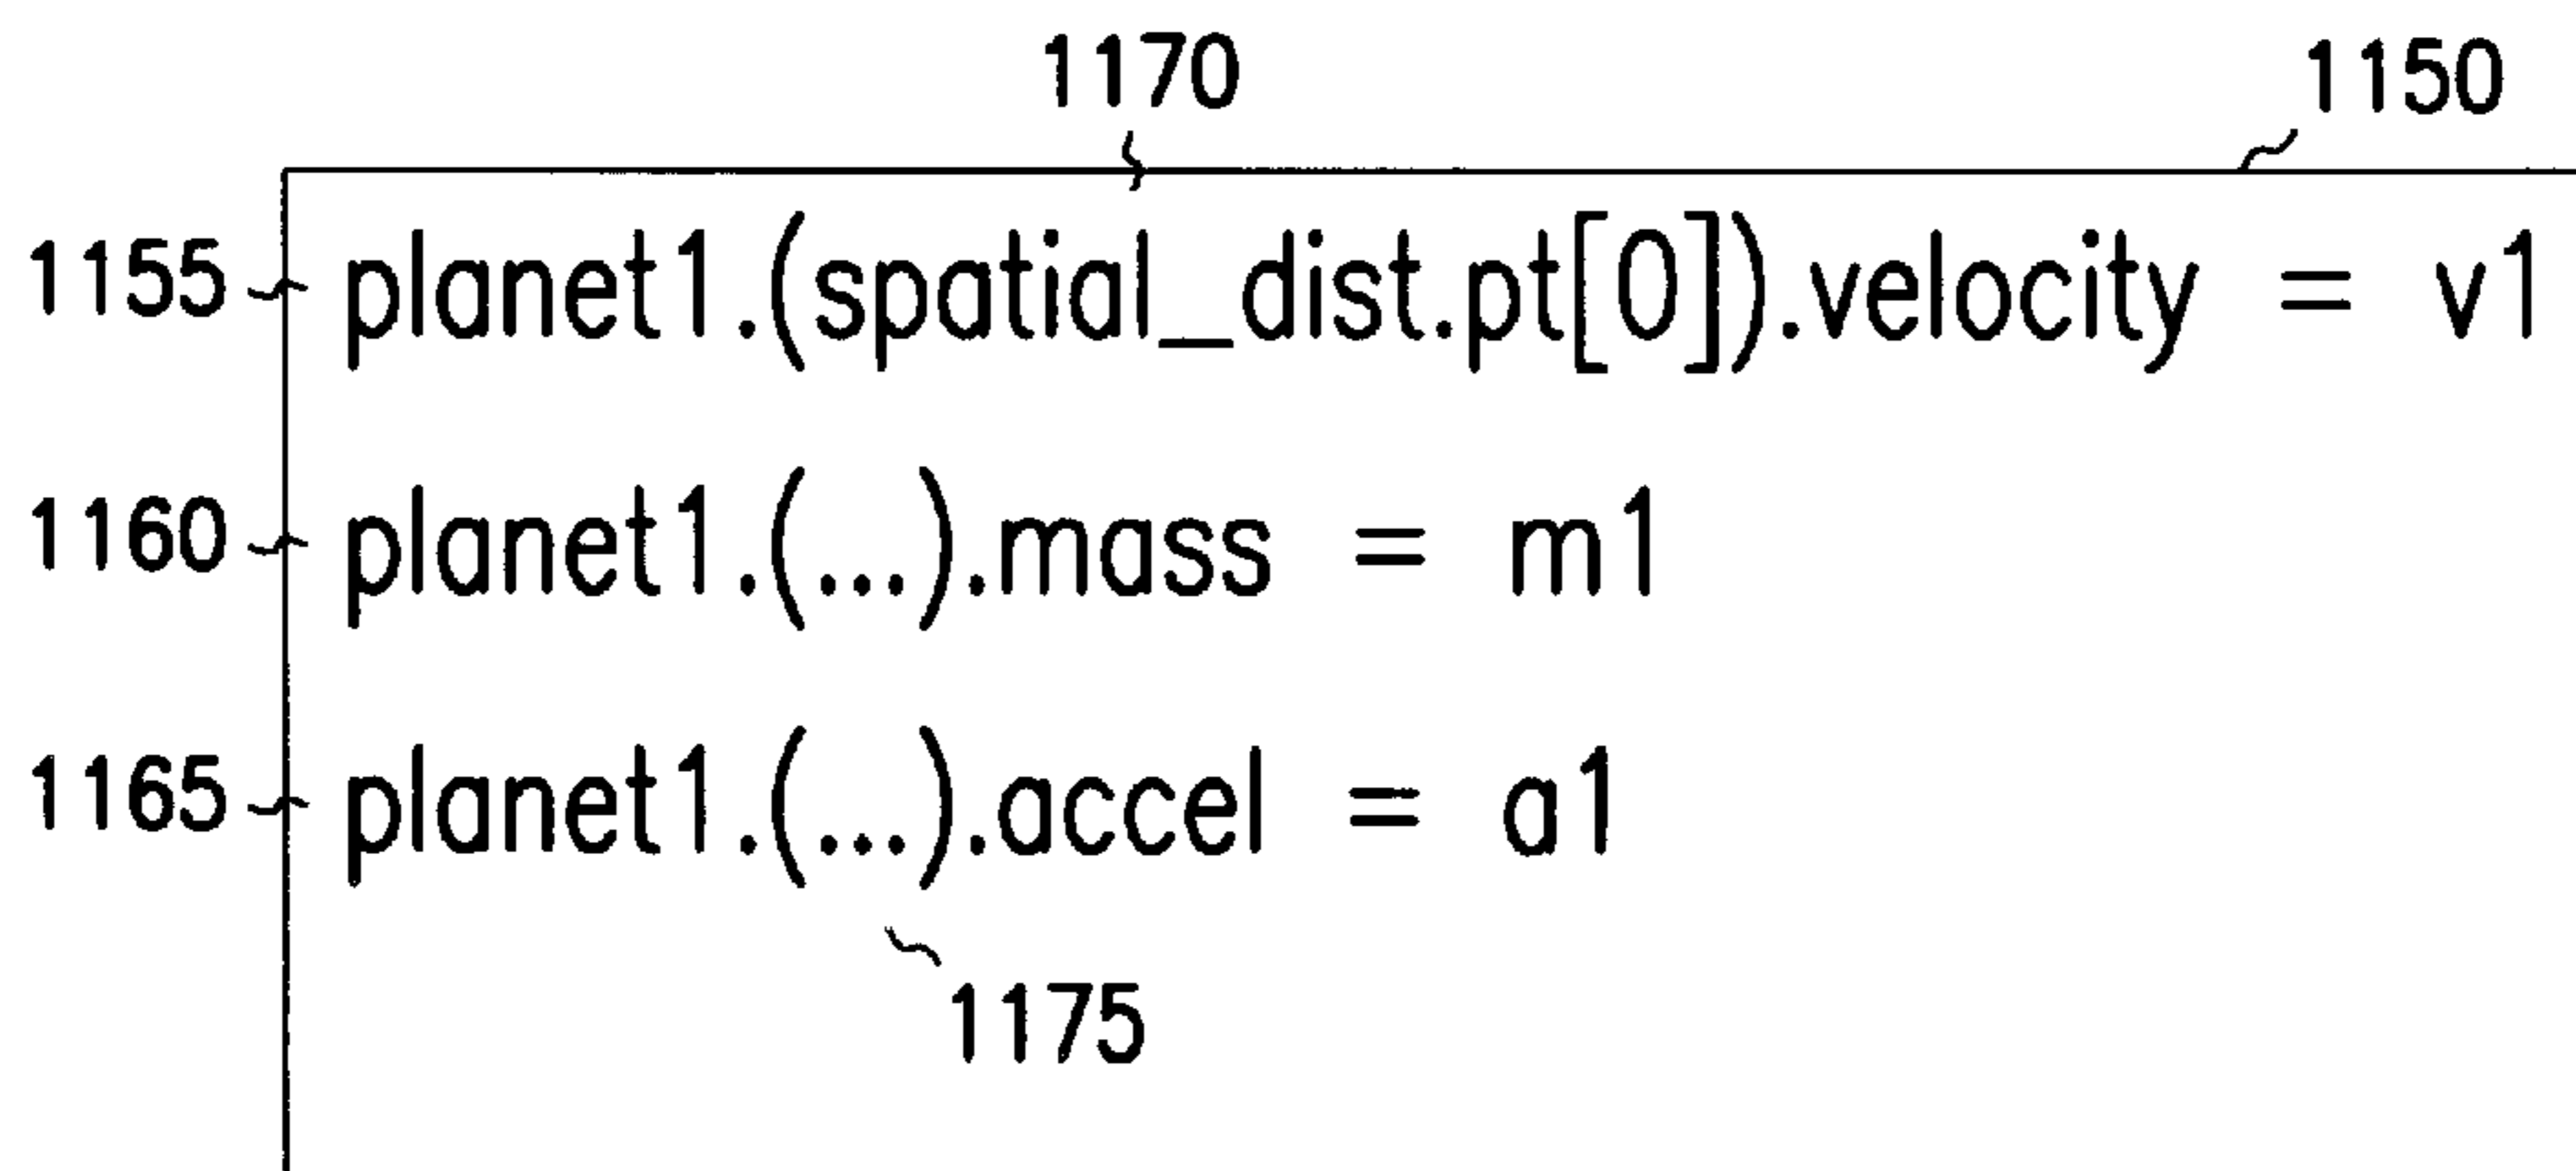 1170 1150
1155 planet1.(spatial_dist.pt[0]).velocity = v1
1160 planet1.(...).mass = m1
1165 planet1.(...).accel = a1
1175